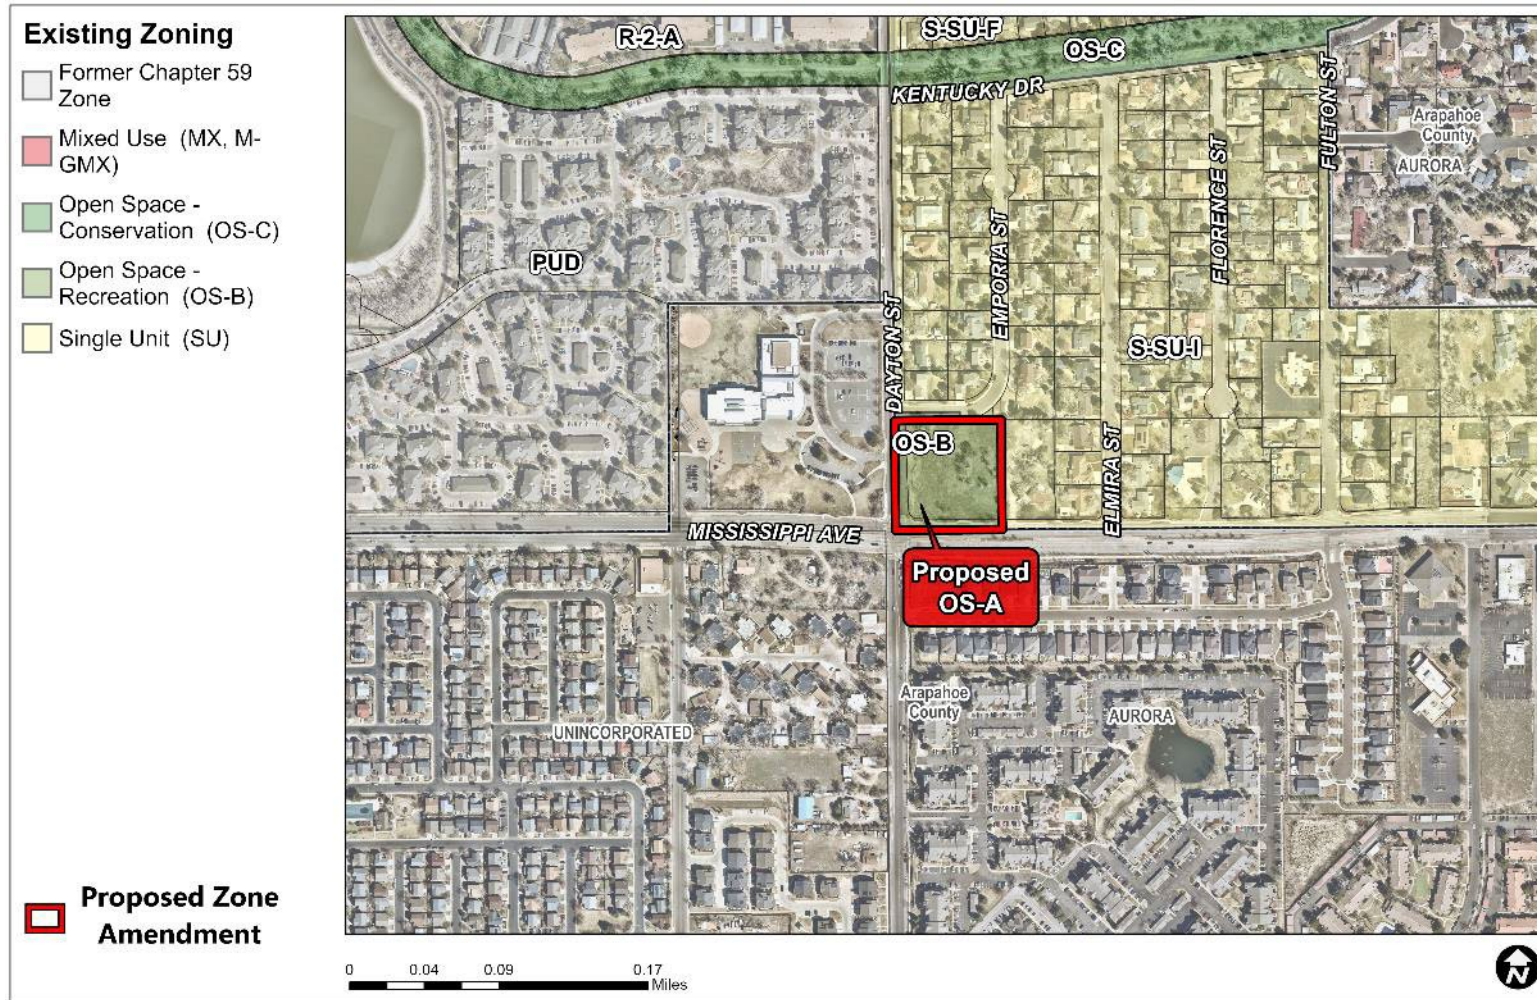 Existing Zoning
Former Chapter 59
Zone
Mixed Use (MX, M-
GMX)
Open Space -
Conservation (OS-C)
Open Space -
Recreation (OS-B)
Single Unit (SU)
Proposed Zone
Amendment
R-2-A
S-SU-F
OS-C
KENTUCKY DR
FULTON ST
Arapahoe
County
AURORA
FLORENCE ST
EMPORIA ST
PUD
DAYTON ST
S-SU-I
OS-B
ELMIRA ST
MISSISSIPPI AVE
Proposed
OS-A
Arapahoe
County
AURORA
UNINCORPORATED
0 0.04 0.09 0.17
Miles
N